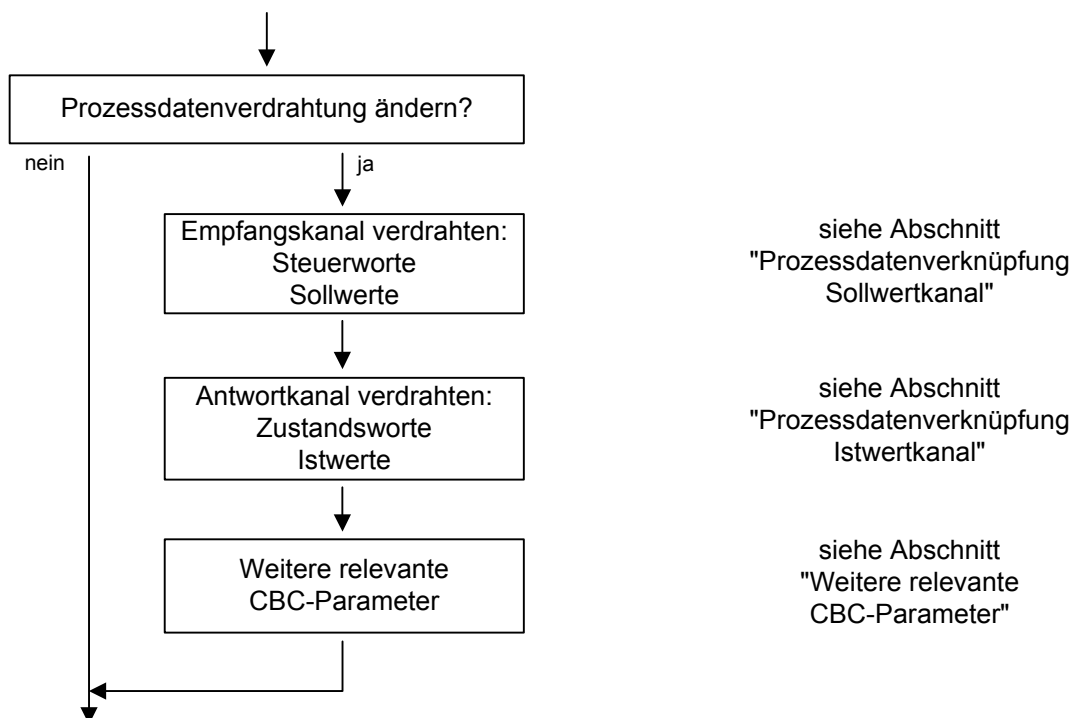 Prozessdatenverdrahtung ändern?
nein
ja
Empfangskanal verdrahten:
Steuerworte
Sollwerte
siehe Abschnitt
"Prozessdatenverknüpfung
Sollwertkanal"
Antwortkanal verdrahten:
Zustandsworte
Istwerte
siehe Abschnitt
"Prozessdatenverknüpfung
Istwertkanal"
Weitere relevante
CBC-Parameter
siehe Abschnitt
"Weitere relevante
CBC-Parameter"